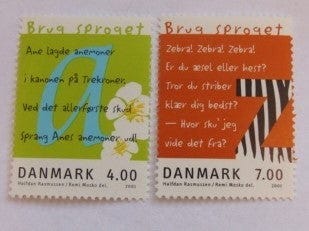 Brug sproget
Ane lagde anemoner
i kanonen på Trekroner.
Ved det allerførste skud
Sprang Anes anemoner ud!
a
DANMARK 4.00
Halfdan Rasmussen / Remi Mosko del. 2001
Brug sproget
Zebra! Zebra! Zebra!
Er du æsel eller hest?
Tror du striber
klær dig bedst?
— Hvor sku' jeg
vide det fra?
z
DANMARK 7.00
Halfdan Rasmussen / Remi Mosko del. 2001